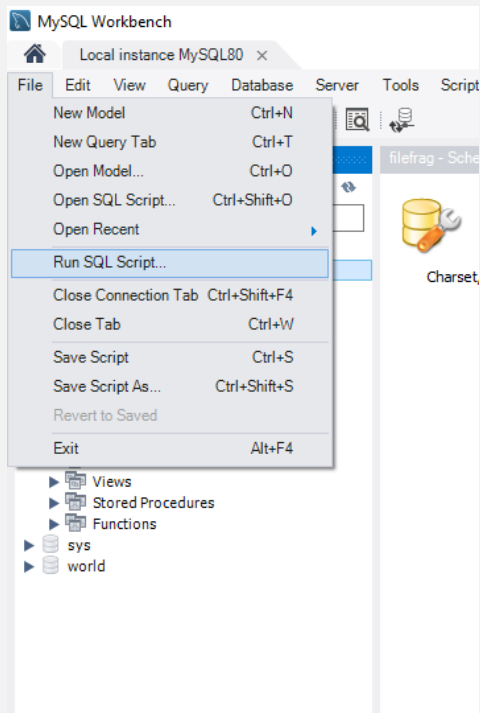 MySQL Workbench
Local instance MySQL80 ×
File Edit View Query Database Server Tools Script
New Model Ctrl+N
New Query Tab Ctrl+T
Open Model... Ctrl+O
Open SQL Script... Ctrl+Shift+O
Open Recent
Run SQL Script...
Close Connection Tab Ctrl+Shift+F4
Close Tab Ctrl+W
Save Script Ctrl+S
Save Script As... Ctrl+Shift+S
Revert to Saved
Exit Alt+F4
filefrag - Sche
Charset,
Views
Stored Procedures
Functions
sys
world